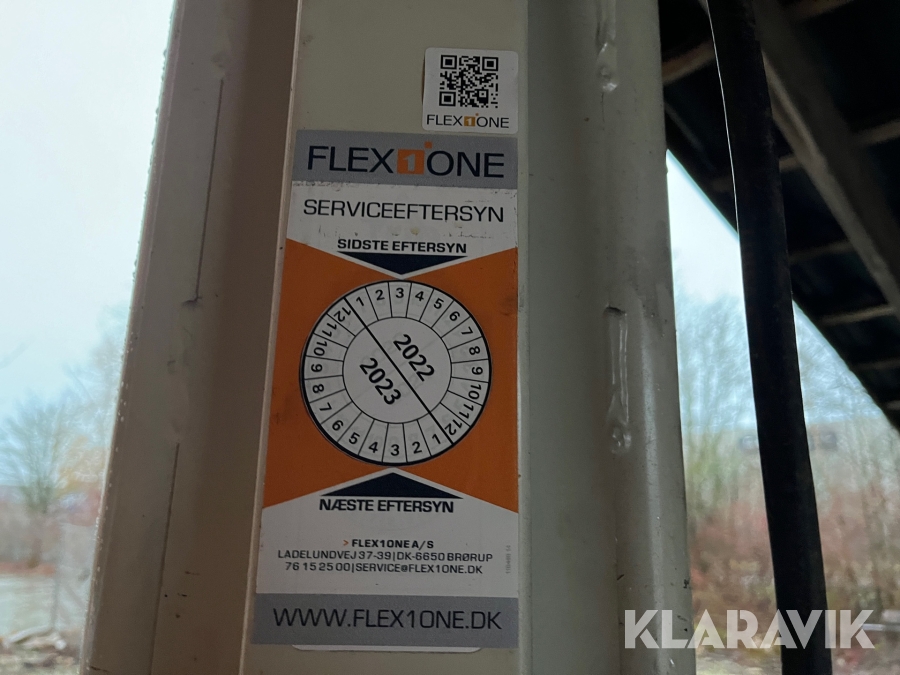 FLEX1ONE
FLEX1ONE
SERVICEEFTERSYN
SIDSTE EFTERSYN
1 2 3 4 5 6 7 8 9 10 11 12
2022
2023
1 2 3 4 5 6 7 8 9 10 11 12
NÆSTE EFTERSYN
> FLEX1ONE A/S
LADELUNDVEJ 37-39|DK-6650 BRØRUP
76 15 25 00|SERVICE@FLEX1ONE.DK
WWW.FLEX1ONE.DK
KLARAVIK